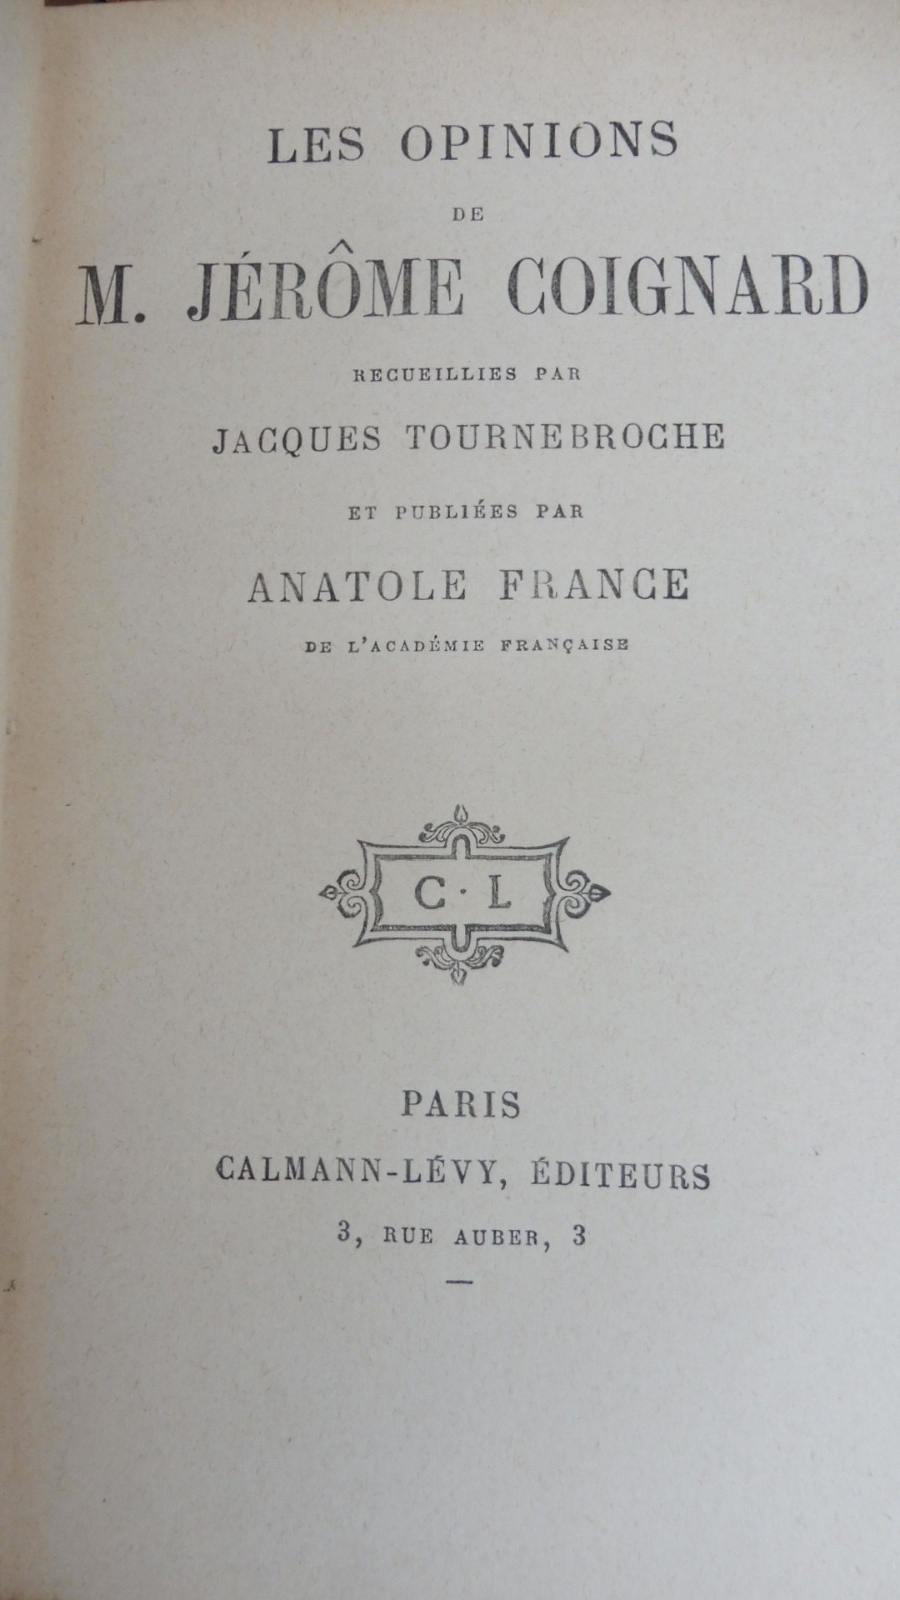 LES OPINIONS
DE
M. JÉRÔME COIGNARD
RECUEILLIES PAR
JACQUES TOURNEBROCHE
ET PUBLIÉES PAR
ANATOLE FRANCE
DE L'ACADÉMIE FRANÇAISE
C · L
PARIS
CALMANN-LÉVY, ÉDITEURS
3, RUE AUBER, 3